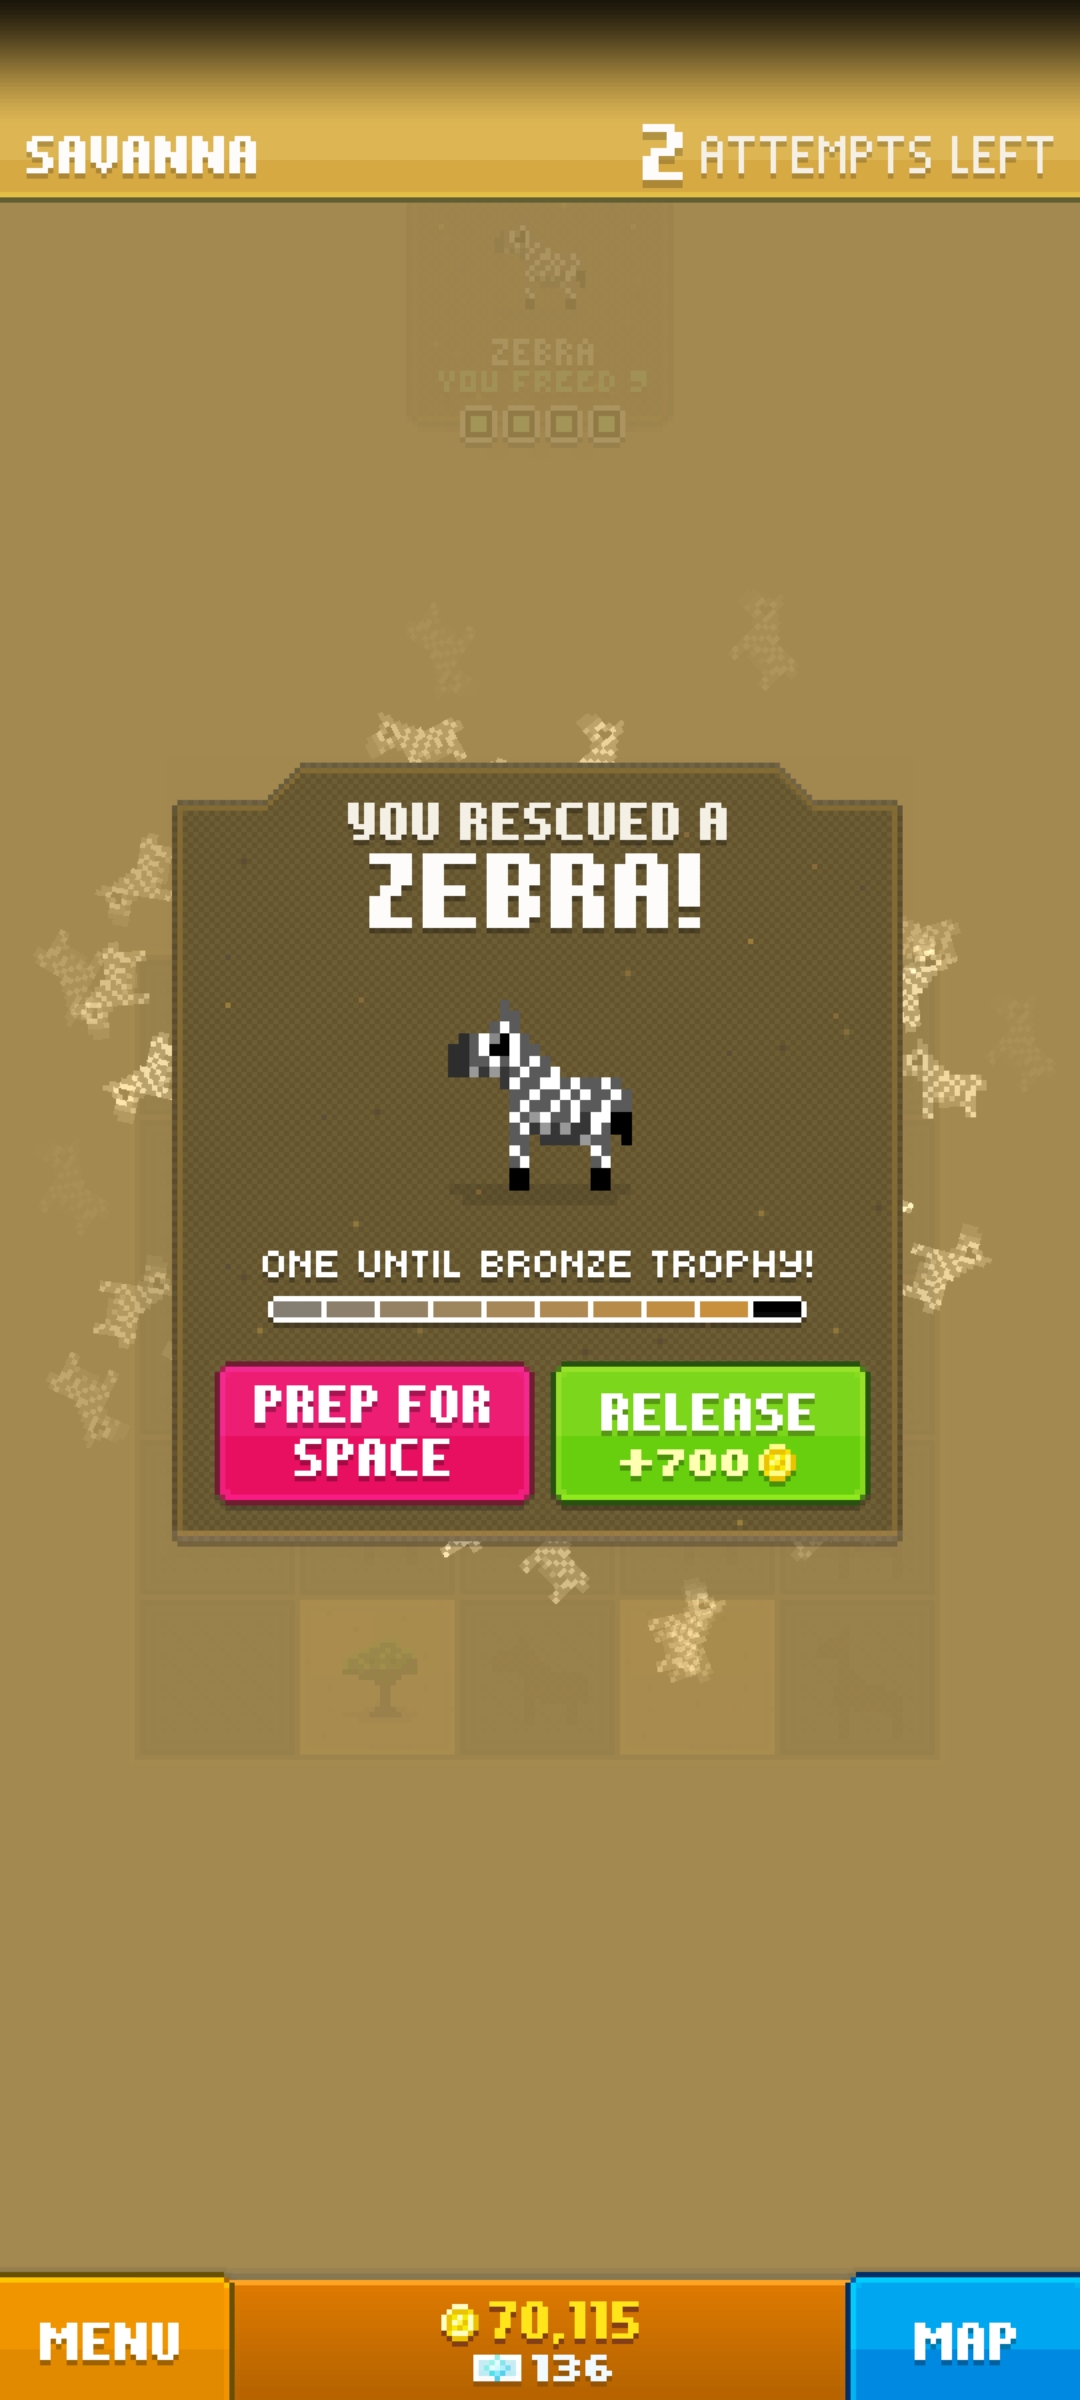 SAVANNA
2 ATTEMPTS LEFT
ZEBRA
YOU FREED 9
YOU RESCUED A
ZEBRA!
ONE UNTIL BRONZE TROPHY!
PREP FOR
SPACE
RELEASE
+700
MENU
70,115
136
MAP